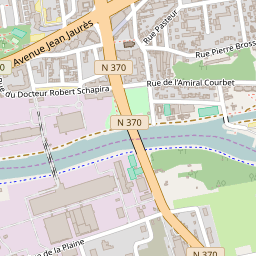 Avenue Jean Jaurès
Rue Pasteur
Rue Pierre Bross
N 370
Rue de l'Amiral Courbet
du Docteur Robert Schapira
N 370
N 370
de la Plaine